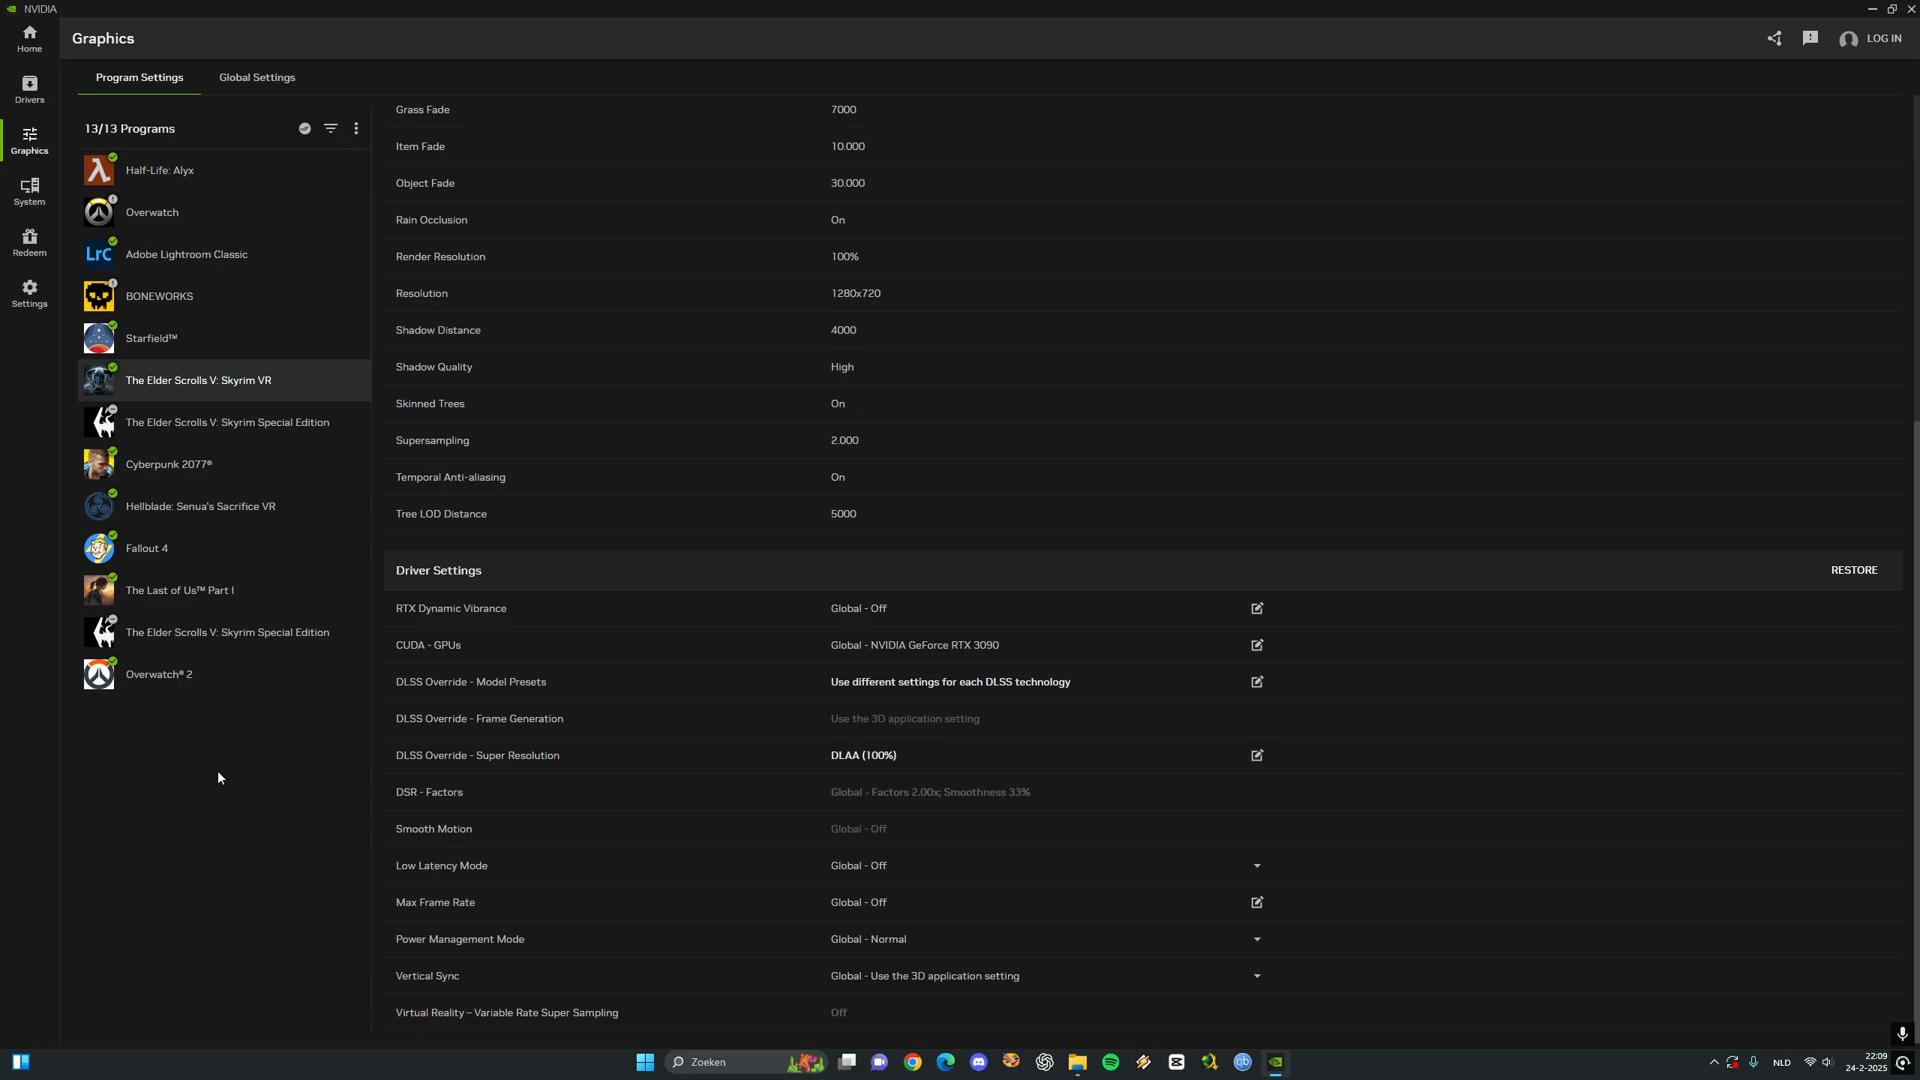 NVIDIA
Home
Graphics
LOG IN
Program Settings
Global Settings
Drivers
Graphics
System
Redeem
Settings
13/13 Programs
Half-Life: Alyx
Overwatch
LrC
Adobe Lightroom Classic
BONEWORKS
Starfield™
The Elder Scrolls V: Skyrim VR
The Elder Scrolls V: Skyrim Special Edition
Cyberpunk 2077®
Hellblade: Senua's Sacrifice VR
Fallout 4
The Last of Us™ Part I
The Elder Scrolls V: Skyrim Special Edition
Overwatch® 2
Grass Fade 7000
Item Fade 10.000
Object Fade 30.000
Rain Occlusion On
Render Resolution 100%
Resolution 1280x720
Shadow Distance 4000
Shadow Quality High
Skinned Trees On
Supersampling 2.000
Temporal Anti-aliasing On
Tree LOD Distance 5000
Driver Settings RESTORE
RTX Dynamic Vibrance Global - Off
CUDA - GPUs Global - NVIDIA GeForce RTX 3090
DLSS Override - Model Presets Use different settings for each DLSS technology
DLSS Override - Frame Generation Use the 3D application setting
DLSS Override - Super Resolution DLAA (100%)
DSR - Factors Global - Factors 2.00x; Smoothness 33%
Smooth Motion Global - Off
Low Latency Mode Global - Off
Max Frame Rate Global - Off
Power Management Mode Global - Normal
Vertical Sync Global - Use the 3D application setting
Virtual Reality – Variable Rate Super Sampling Off
Zoeken
NLD
22:09
24-2-2025